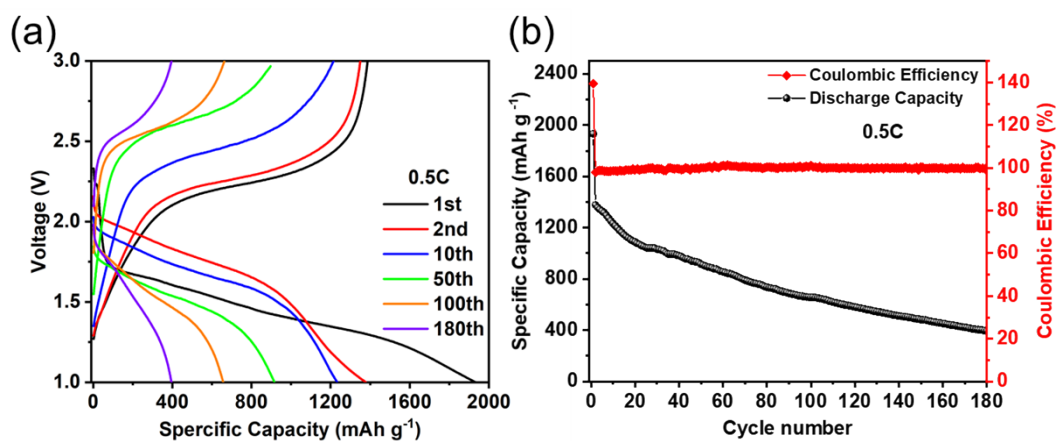 (a)
3.0
2.5
2.0
1.5
1.0
Voltage (V)
0.5C
1st
2nd
10th
50th
100th
180th
0
400
800
1200
1600
2000
Spercific Capacity (mAh g⁻¹)
(b)
2400
2000
1600
1200
800
400
0
Specific Capacity (mAh g⁻¹)
Coulombic Efficiency
Discharge Capacity
0.5C
140
120
100
80
60
40
20
0
Coulombic Efficiency (%)
0
20
40
60
80
100
120
140
160
180
Cycle number